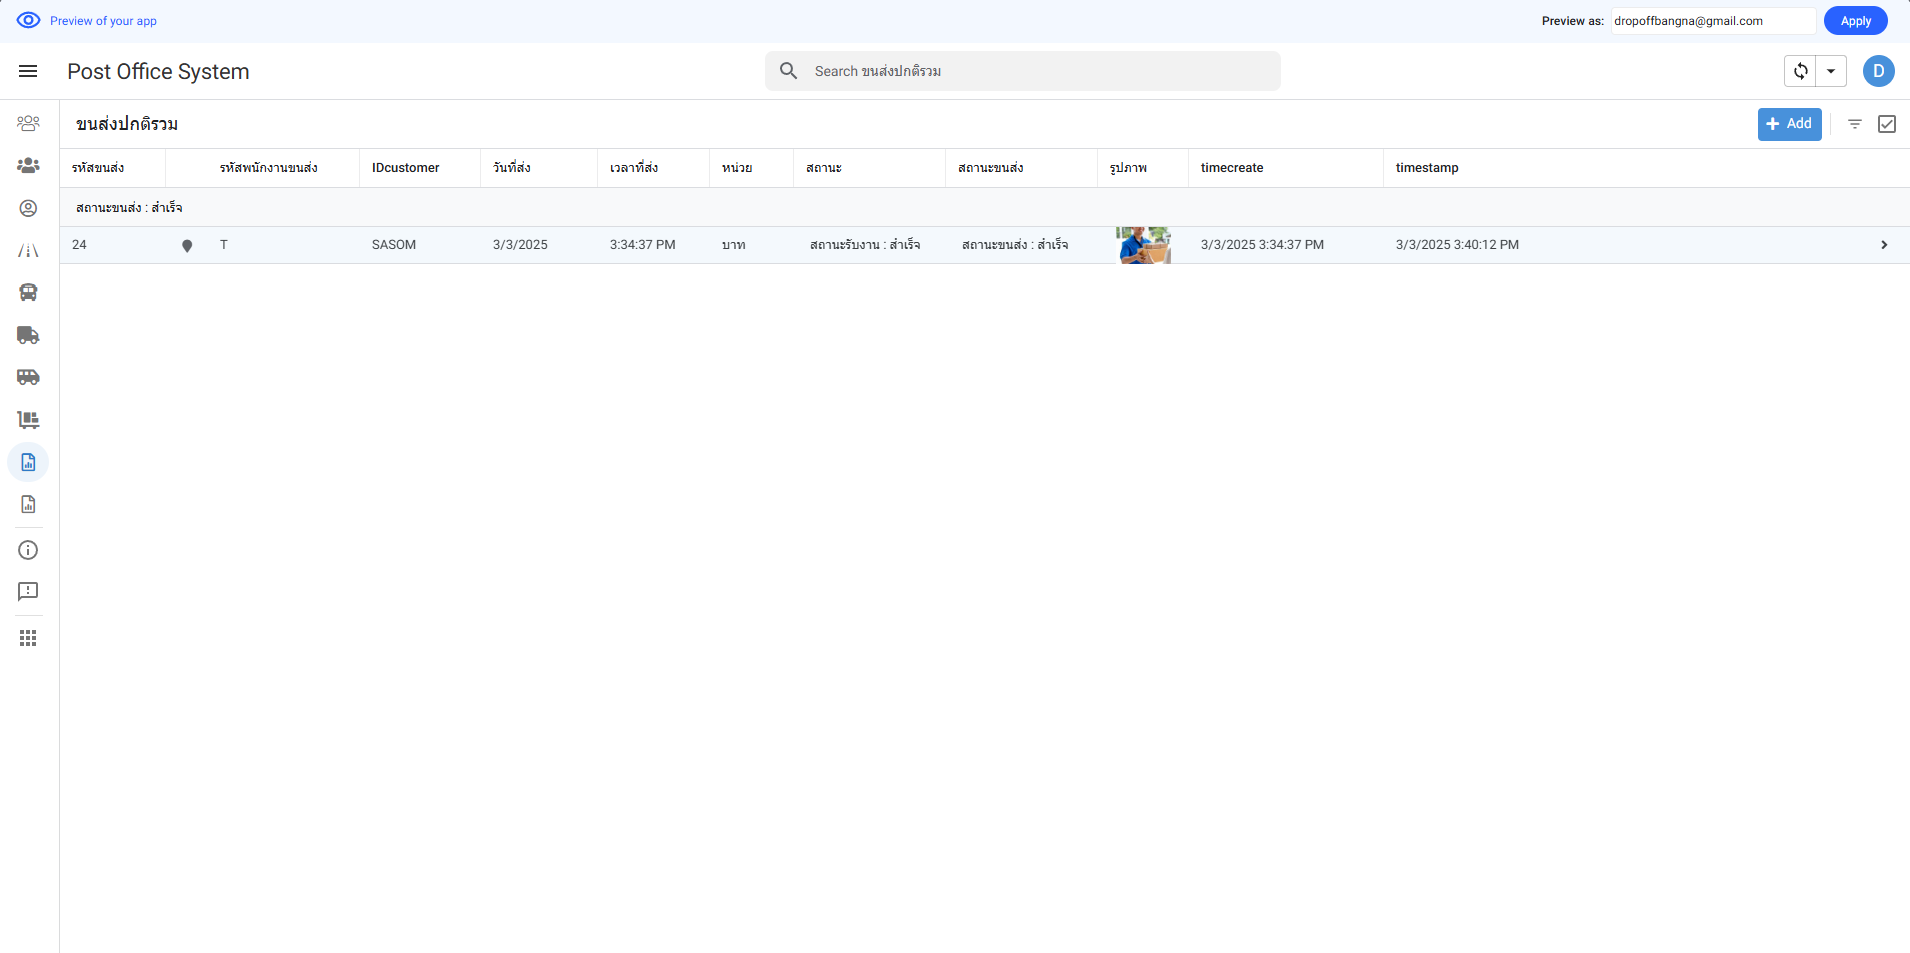 Preview of your app
Preview as: dropoffbangna@gmail.com Apply
Post Office System
Search ขนส่งปกติรวม
D
ขนส่งปกติรวม
Add
รหัสขนส่ง รหัสพนักงานขนส่ง IDcustomer วันที่ส่ง เวลาที่ส่ง หน่วย สถานะ สถานะขนส่ง รูปภาพ timecreate timestamp
สถานะขนส่ง : สำเร็จ
24 T SASOM 3/3/2025 3:34:37 PM บาท สถานะรับงาน : สำเร็จ สถานะขนส่ง : สำเร็จ 3/3/2025 3:34:37 PM 3/3/2025 3:40:12 PM